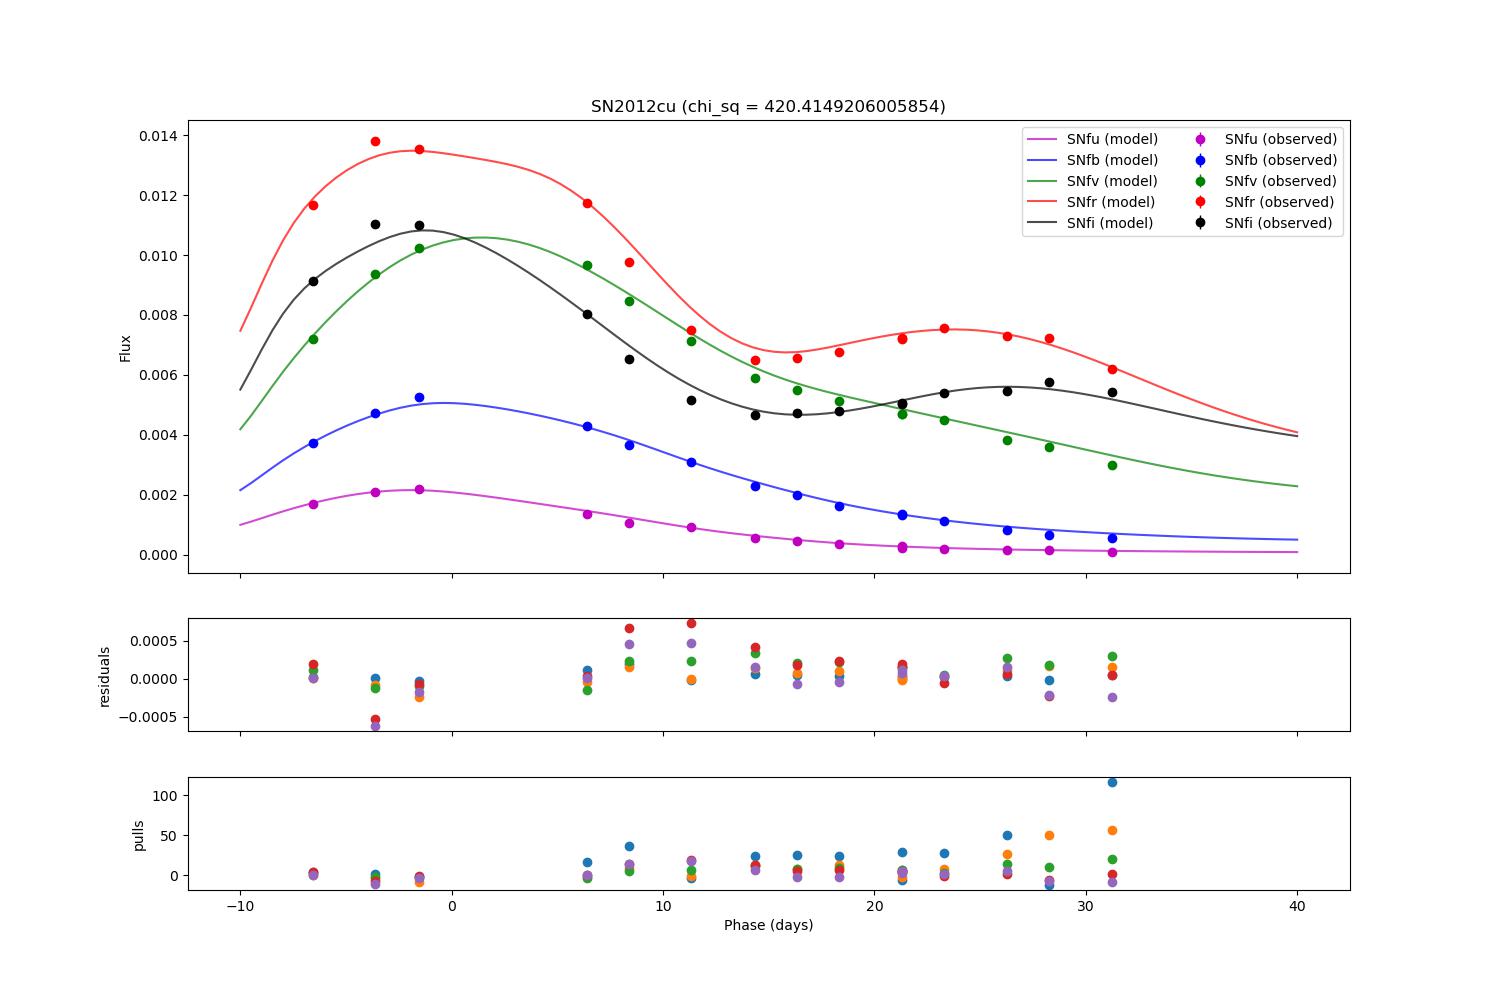 SN2012cu (chi_sq = 420.4149206005854)
0.014
0.012
0.010
0.008
0.006
0.004
0.002
0.000
Flux
SNfu (model)
SNfb (model)
SNfv (model)
SNfr (model)
SNfi (model)
SNfu (observed)
SNfb (observed)
SNfv (observed)
SNfr (observed)
SNfi (observed)
0.0005
0.0000
−0.0005
residuals
100
50
0
pulls
−10 0 10 20 30 40
Phase (days)